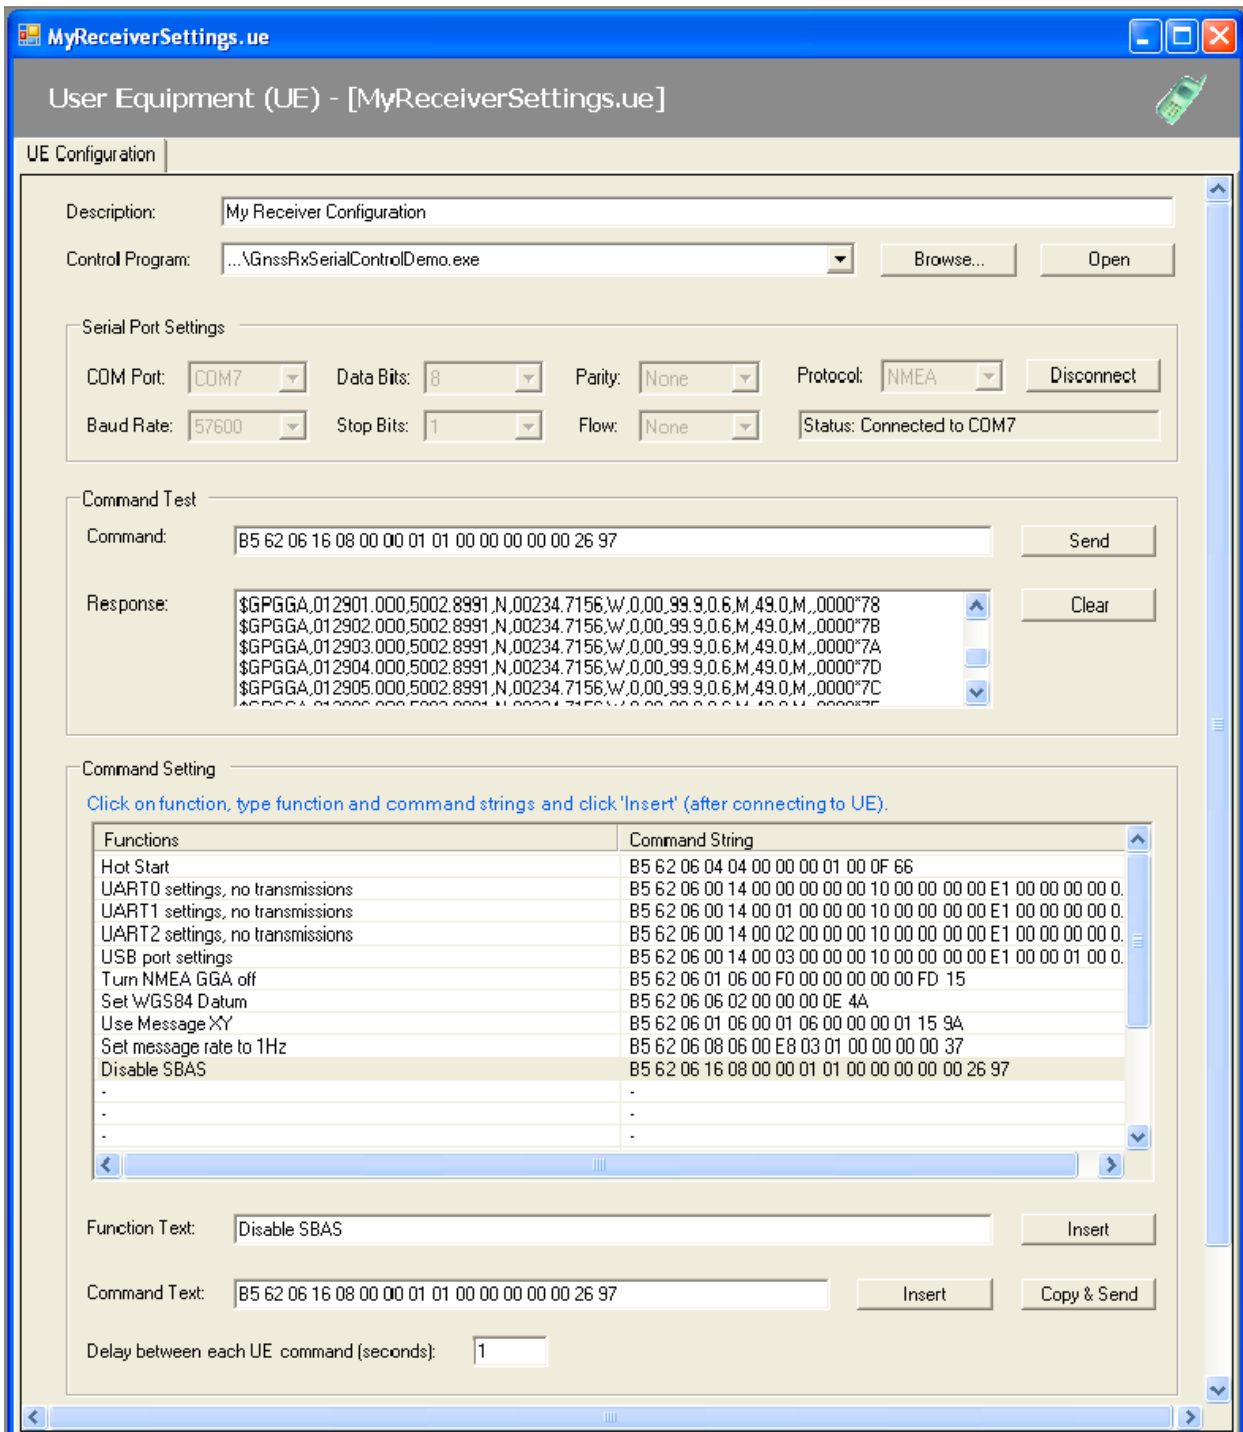 MyReceiverSettings.ue
User Equipment (UE) - [MyReceiverSettings.ue]
UE Configuration
Description: My Receiver Configuration
Control Program: ...\GnssRxSerialControlDemo.exe Browse... Open
Serial Port Settings
COM Port: COM7 Data Bits: 8 Parity: None Protocol: NMEA Disconnect
Baud Rate: 57600 Stop Bits: 1 Flow: None Status: Connected to COM7
Command Test
Command: B5 62 06 16 08 00 00 01 01 00 00 00 00 00 26 97 Send
Response: $GPGGA,012901.000,5002.8991,N,00234.7156,W,0,00,99.9,0.6,M,49.0,M,,0000*78 Clear
$GPGGA,012902.000,5002.8991,N,00234.7156,W,0,00,99.9,0.6,M,49.0,M,,0000*7B
$GPGGA,012903.000,5002.8991,N,00234.7156,W,0,00,99.9,0.6,M,49.0,M,,0000*7A
$GPGGA,012904.000,5002.8991,N,00234.7156,W,0,00,99.9,0.6,M,49.0,M,,0000*7D
$GPGGA,012905.000,5002.8991,N,00234.7156,W,0,00,99.9,0.6,M,49.0,M,,0000*7C
Command Setting
Click on function, type function and command strings and click 'Insert' (after connecting to UE).
Functions Command String
Hot Start B5 62 06 04 04 00 00 00 01 00 0F 66
UART0 settings, no transmissions B5 62 06 00 14 00 00 00 00 00 10 00 00 00 00 E1 00 00 00 00 0.
UART1 settings, no transmissions B5 62 06 00 14 00 01 00 00 00 10 00 00 00 00 E1 00 00 00 00 0.
UART2 settings, no transmissions B5 62 06 00 14 00 02 00 00 00 10 00 00 00 00 E1 00 00 00 00 0.
USB port settings B5 62 06 00 14 00 03 00 00 00 10 00 00 00 00 E1 00 00 01 00 0.
Turn NMEA GGA off B5 62 06 01 06 00 F0 00 00 00 00 00 FD 15
Set WGS84 Datum B5 62 06 06 02 00 00 00 0E 4A
Use Message XY B5 62 06 01 06 00 01 06 00 00 00 01 15 9A
Set message rate to 1Hz B5 62 06 08 06 00 E8 03 01 00 00 00 00 37
Disable SBAS B5 62 06 16 08 00 00 01 01 00 00 00 00 00 26 97
- -
- -
- -
Function Text: Disable SBAS Insert
Command Text: B5 62 06 16 08 00 00 01 01 00 00 00 00 00 26 97 Insert Copy & Send
Delay between each UE command (seconds): 1